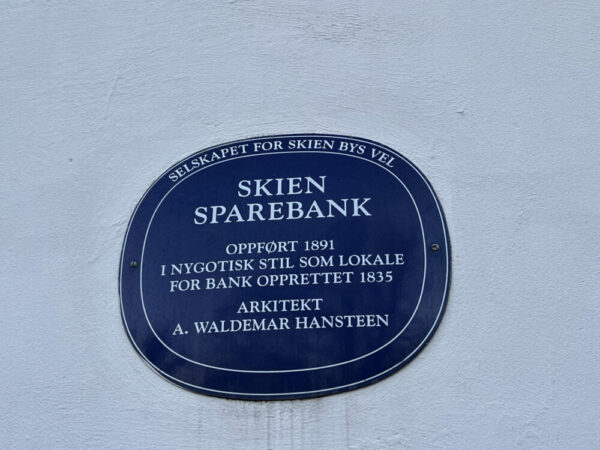 SELSKAPET FOR SKIEN BYS VEL
SKIEN
SPAREBANK
OPPFØRT 1891
I NYGOTISK STIL SOM LOKALE
FOR BANK OPPRETTET 1835
ARKITEKT
A. WALDEMAR HANSTEEN